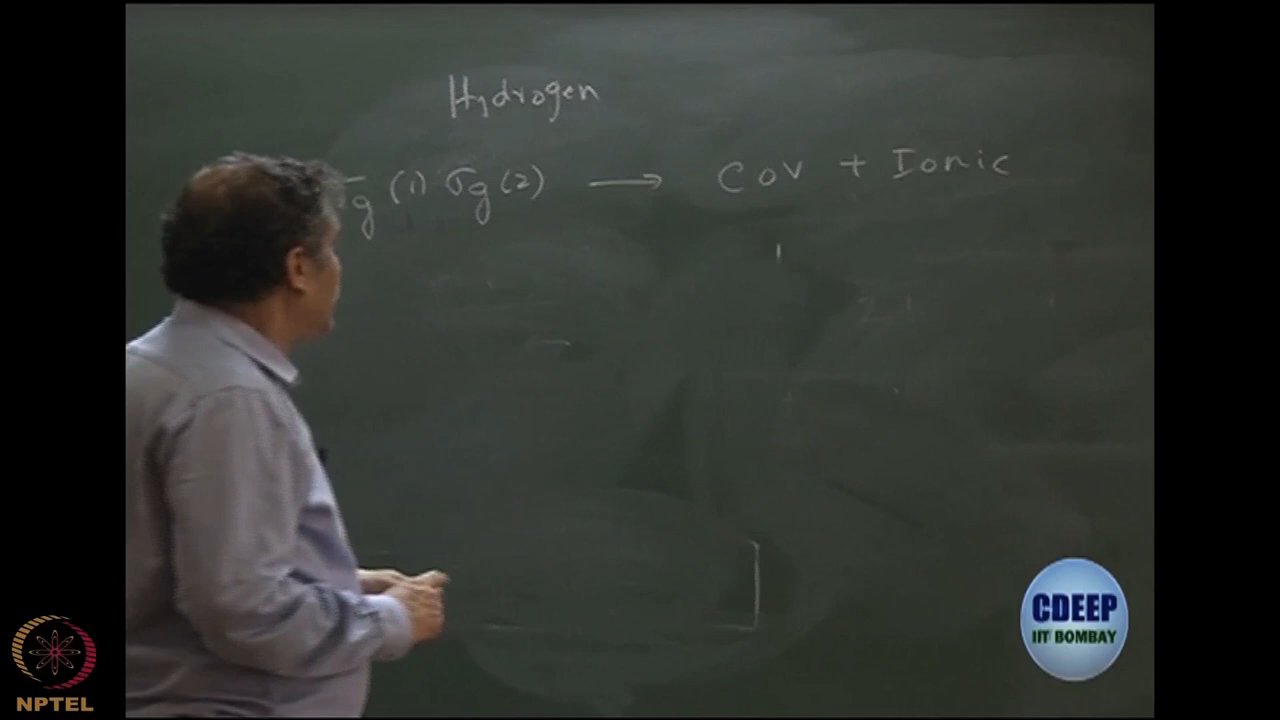 Hydrogen
σg(1) σg(2) → Cov + Ionic
CDEEP
IIT BOMBAY
NPTEL